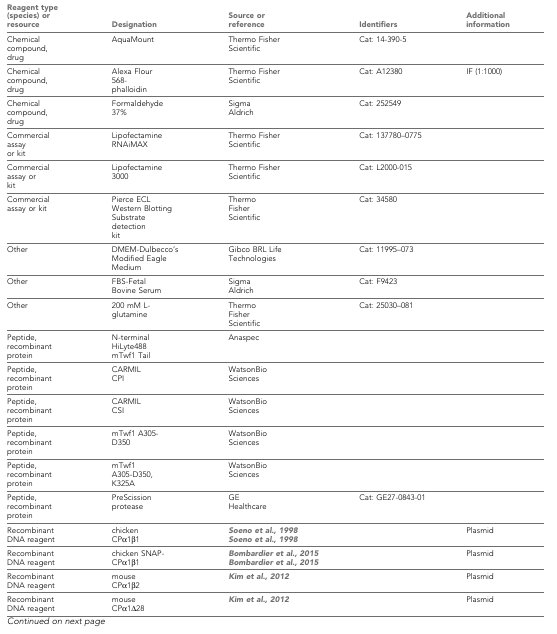 Reagent type
(species) or
resource
Designation
Source or
reference
Identifiers
Additional
information
Chemical
compound,
drug
AquaMount
Thermo Fisher
Scientific
Cat: 14-390-5
Chemical
compound,
drug
Alexa Flour
568-
phalloidin
Thermo Fisher
Scientific
Cat: A12380
IF (1:1000)
Chemical
compound,
drug
Formaldehyde
37%
Sigma
Aldrich
Cat: 252549
Commercial
assay
or kit
Lipofectamine
RNAiMAX
Thermo Fisher
Scientific
Cat: 137780–0775
Commercial
assay or
kit
Lipofectamine
3000
Thermo Fisher
Scientific
Cat: L2000-015
Commercial
assay or kit
Pierce ECL
Western Blotting
Substrate
detection
kit
Thermo
Fisher
Scientific
Cat: 34580
Other
DMEM-Dulbecco's
Modified Eagle
Medium
Gibco BRL Life
Technologies
Cat: 11995–073
Other
FBS-Fetal
Bovine Serum
Sigma
Aldrich
Cat: F9423
Other
200 mM L-
glutamine
Thermo
Fisher
Scientific
Cat: 25030–081
Peptide,
recombinant
protein
N-terminal
HiLyte488
mTwf1 Tail
Anaspec
Peptide,
recombinant
protein
CARMIL
CPI
WatsonBio
Sciences
Peptide,
recombinant
protein
CARMIL
CSI
WatsonBio
Sciences
Peptide,
recombinant
protein
mTwf1 A305-
D350
WatsonBio
Sciences
Peptide,
recombinant
protein
mTwf1
A305-D350,
K325A
WatsonBio
Sciences
Peptide,
recombinant
protein
PreScission
protease
GE
Healthcare
Cat: GE27-0843-01
Recombinant
DNA reagent
chicken
CPα1β1
Soeno et al., 1998
Soeno et al., 1998
Plasmid
Recombinant
DNA reagent
chicken SNAP-
CPα1β1
Bombardier et al., 2015
Bombardier et al., 2015
Plasmid
Recombinant
DNA reagent
mouse
CPα1β2
Kim et al., 2012
Plasmid
Recombinant
DNA reagent
mouse
CPα1Δ28
Kim et al., 2012
Plasmid
Continued on next page